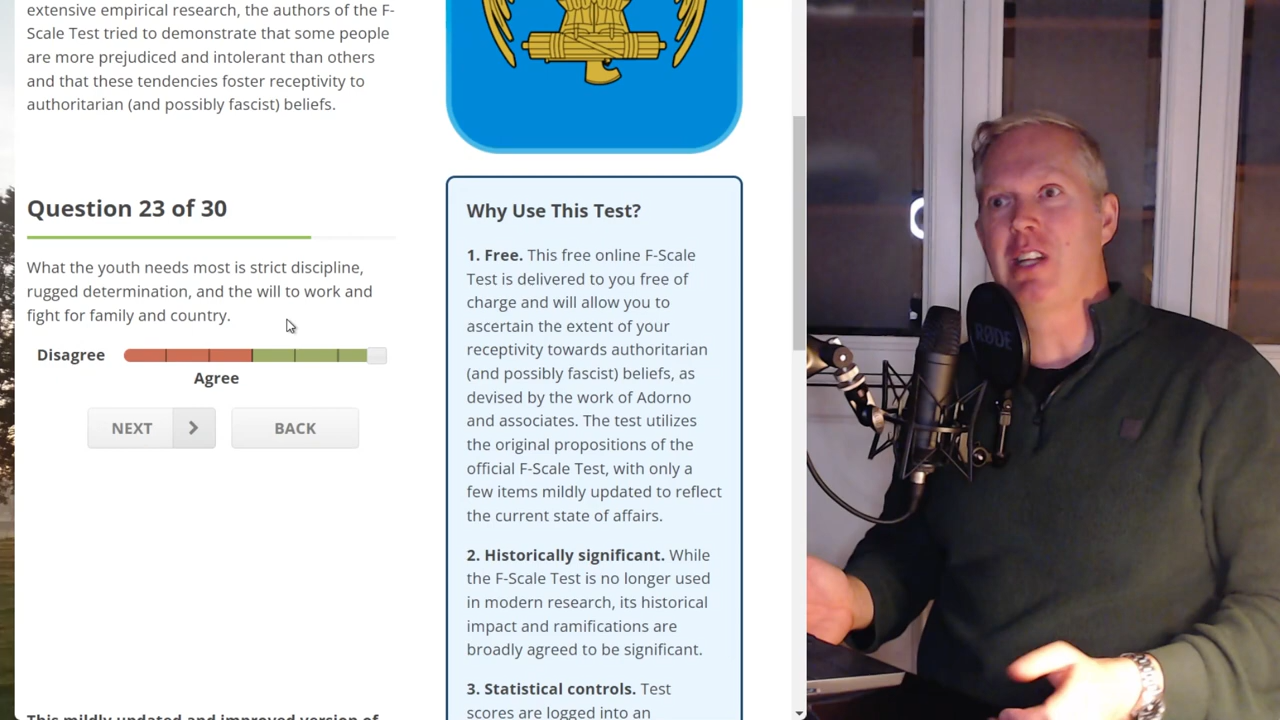 extensive empirical research, the authors of the F-
Scale Test tried to demonstrate that some people
are more prejudiced and intolerant than others
and that these tendencies foster receptivity to
authoritarian (and possibly fascist) beliefs.
Question 23 of 30
What the youth needs most is strict discipline,
rugged determination, and the will to work and
fight for family and country.
Disagree
Agree
NEXT
BACK
This mildly updated and improved version of
Why Use This Test?
1. Free. This free online F-Scale
Test is delivered to you free of
charge and will allow you to
ascertain the extent of your
receptivity towards authoritarian
(and possibly fascist) beliefs, as
devised by the work of Adorno
and associates. The test utilizes
the original propositions of the
official F-Scale Test, with only a
few items mildly updated to reflect
the current state of affairs.
2. Historically significant. While
the F-Scale Test is no longer used
in modern research, its historical
impact and ramifications are
broadly agreed to be significant.
3. Statistical controls. Test
scores are logged into an
RØDE